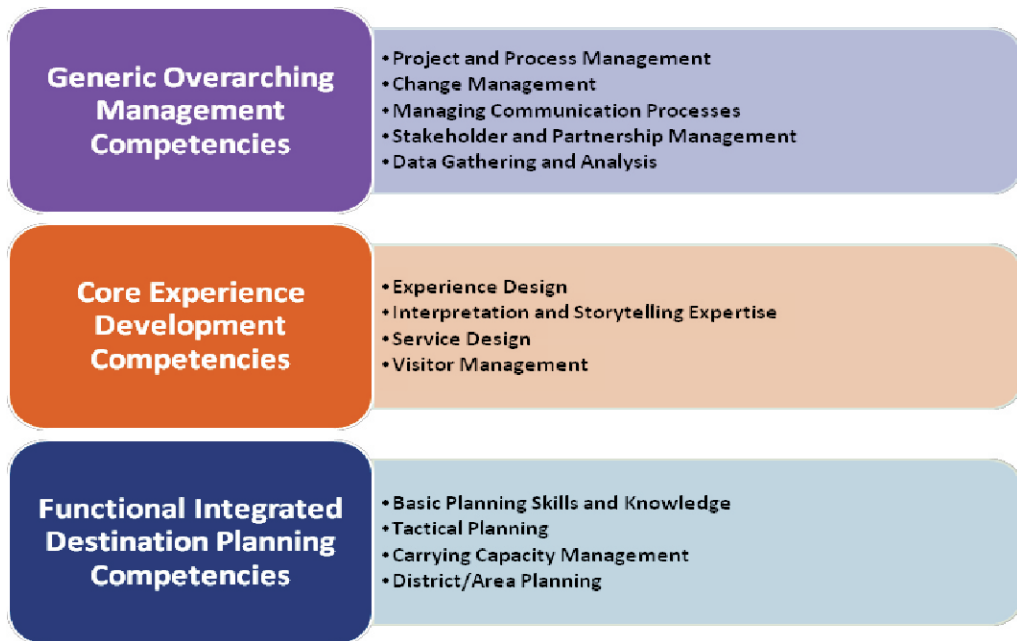 Generic Overarching
Management
Competencies
•Project and Process Management
•Change Management
•Managing Communication Processes
•Stakeholder and Partnership Management
•Data Gathering and Analysis
Core Experience
Development
Competencies
•Experience Design
•Interpretation and Storytelling Expertise
•Service Design
•Visitor Management
Functional Integrated
Destination Planning
Competencies
•Basic Planning Skills and Knowledge
•Tactical Planning
•Carrying Capacity Management
•District/Area Planning